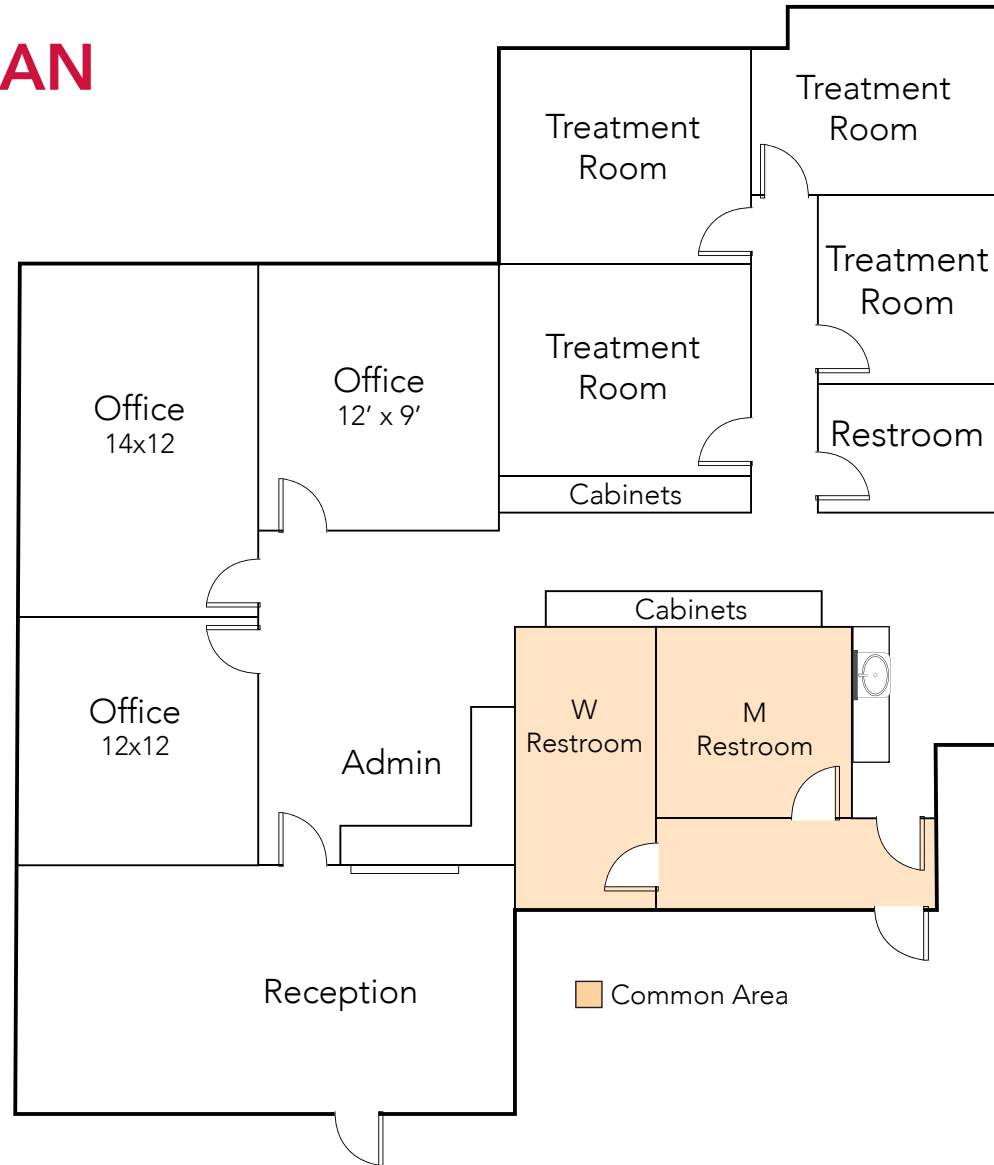 AN
Treatment
Room
Treatment
Room
Treatment
Room
Treatment
Room
Office
14x12
Office
12’ x 9’
Restroom
Cabinets
Cabinets
Office
12x12
W
Restroom
M
Restroom
Admin
Reception
Common Area